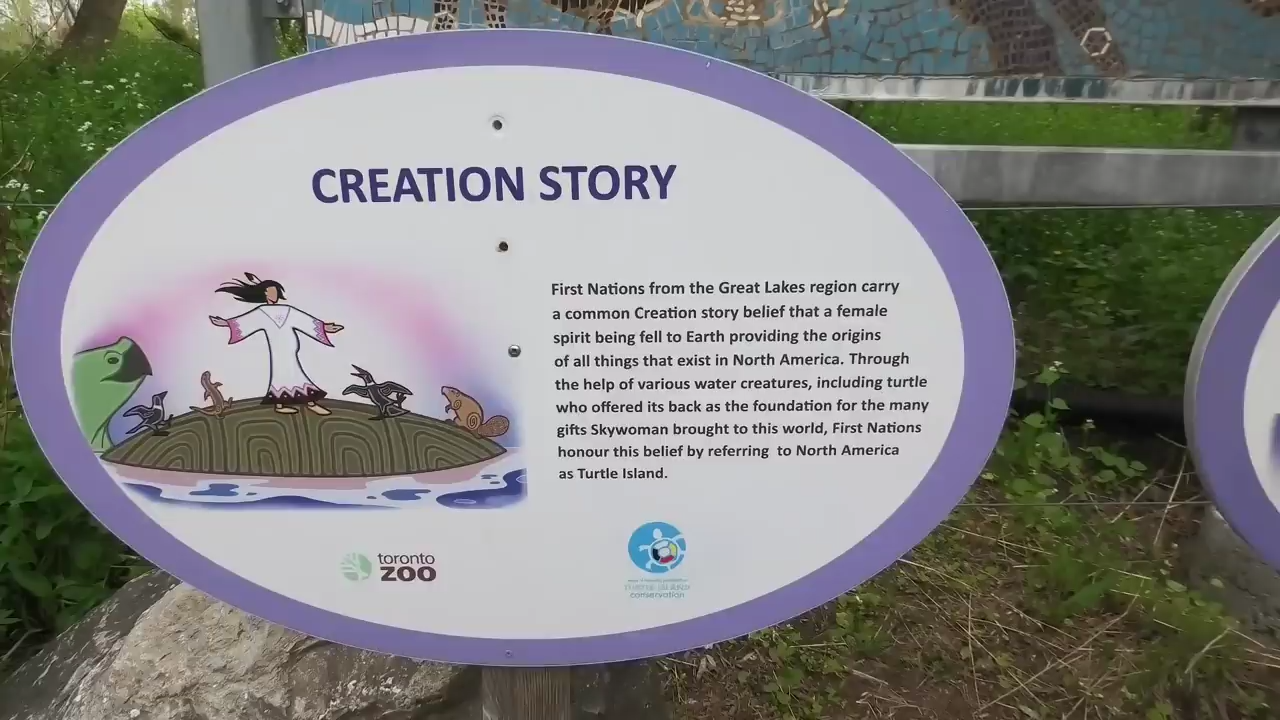 CREATION STORY
First Nations from the Great Lakes region carry
a common Creation story belief that a female
spirit being fell to Earth providing the origins
of all things that exist in North America. Through
the help of various water creatures, including turtle
who offered its back as the foundation for the many
gifts Skywoman brought to this world, First Nations
honour this belief by referring to North America
as Turtle Island.
toronto
ZOO
TURTLE ISLAND
conservation